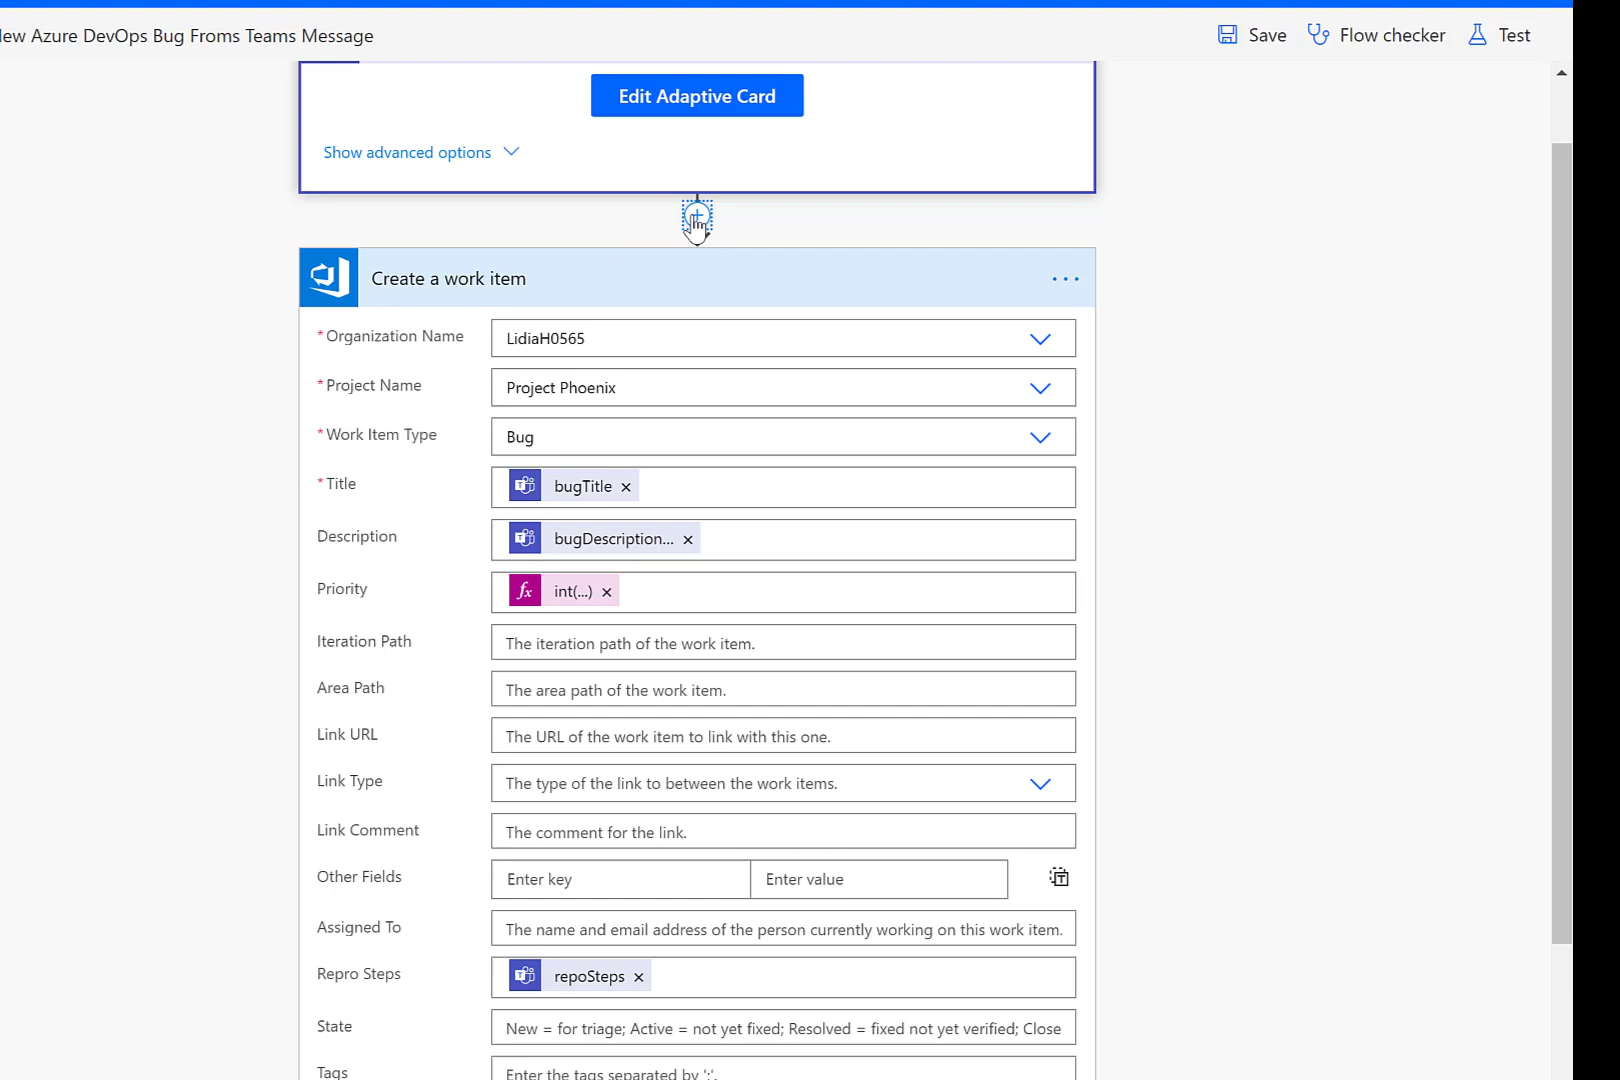 lew Azure DevOps Bug Froms Teams Message
Save
Flow checker
Test
Edit Adaptive Card
Show advanced options
Create a work item
* Organization Name
LidiaH0565
* Project Name
Project Phoenix
* Work Item Type
Bug
* Title
bugTitle
Description
bugDescription...
Priority
fx int(...)
Iteration Path
The iteration path of the work item.
Area Path
The area path of the work item.
Link URL
The URL of the work item to link with this one.
Link Type
The type of the link to between the work items.
Link Comment
The comment for the link.
Other Fields
Enter key
Enter value
Assigned To
The name and email address of the person currently working on this work item.
Repro Steps
repoSteps
State
New = for triage; Active = not yet fixed; Resolved = fixed not yet verified; Close
Tags
Enter the tags separated by ';'.